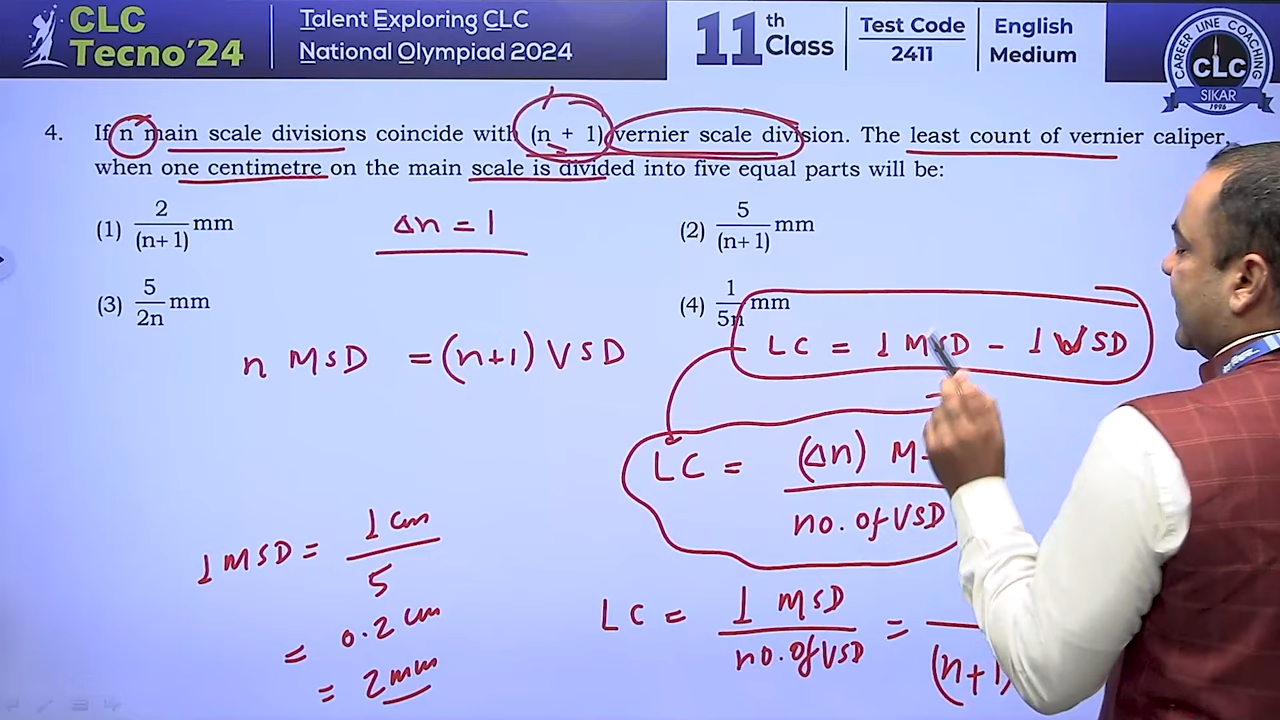 CLC
Tecno'24
Talent Exploring CLC
National Olympiad 2024
11th Class
Test Code
2411
English
Medium
CAREER LINE COACHING
CLC
SIKAR
1996
4. If n main scale divisions coincide with (n + 1) vernier scale division. The least count of vernier caliper,
when one centimetre on the main scale is divided into five equal parts will be:
(1) 2/(n+1) mm
(2) 5/(n+1) mm
(3) 5/2n mm
(4) 1/5n mm
Δn = 1
n MSD = (n+1) VSD
LC = 1 MSD - 1 VSD
LC = (Δn) M / no. of VSD
1 MSD = 1 cm / 5
= 0.2 cm
= 2mm
LC = 1 MSD / no. of VSD = / (n+1)